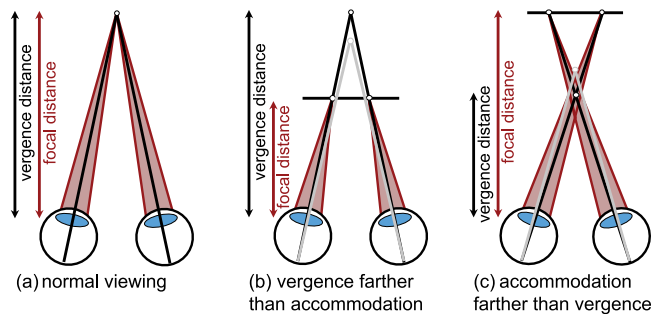 vergence distance
focal distance
vergence distance
focal distance
vergence distance
focal distance
(a) normal viewing
(b) vergence farther
than accommodation
(c) accommodation
farther than vergence